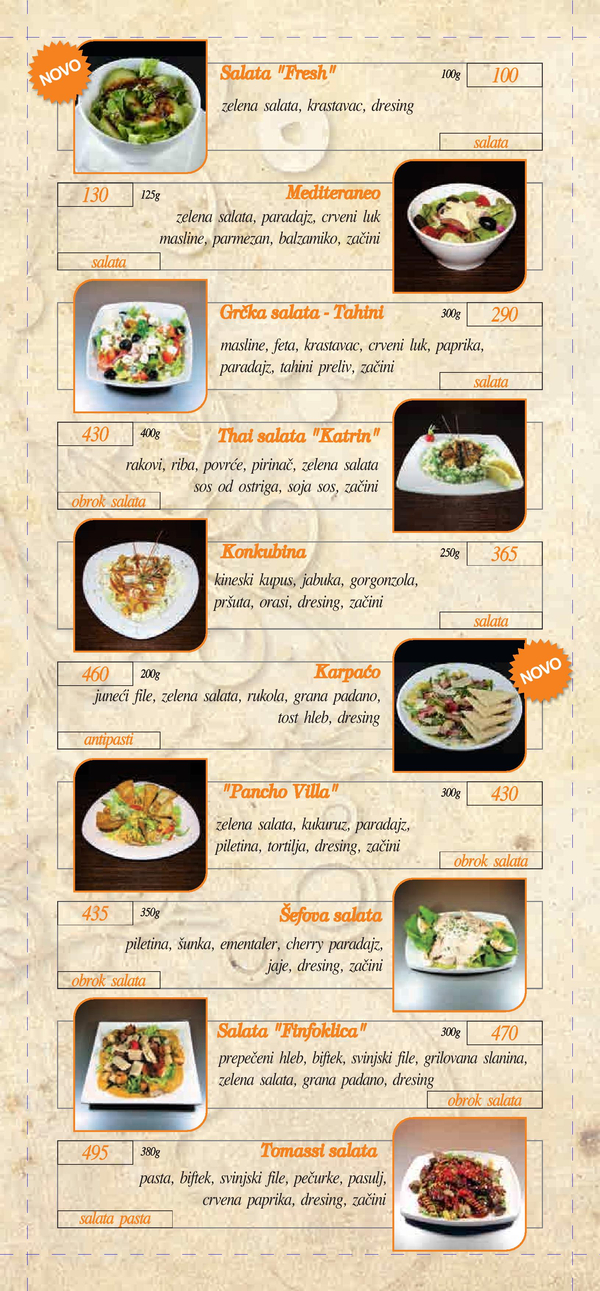 NOVO
Salata "Fresh" 100g 100
zelena salata, krastavac, dresing
salata
130 125g Mediteraneo
zelena salata, paradajz, crveni luk
masline, parmezan, balzamiko, začini
salata
Grčka salata - Tahini 300g 290
masline, feta, krastavac, crveni luk, paprika,
paradajz, tahini preliv, začini
salata
430 400g Thai salata "Katrin"
rakovi, riba, povrće, pirinač, zelena salata
sos od ostriga, soja sos, začini
obrok salata
Konkubina 250g 365
kineski kupus, jabuka, gorgonzola,
pršuta, orasi, dresing, začini
salata
460 200g Karpaćo
NOVO
juneći file, zelena salata, rukola, grana padano,
tost hleb, dresing
antipasti
"Pancho Villa" 300g 430
zelena salata, kukuruz, paradajz,
piletina, tortilja, dresing, začini
obrok salata
435 350g Šefova salata
piletina, šunka, ementaler, cherry paradajz,
jaje, dresing, začini
obrok salata
Salata "Finfoklica" 300g 470
prepečeni hleb, biftek, svinjski file, grilovana slanina,
zelena salata, grana padano, dresing
obrok salata
495 380g Tomassi salata
pasta, biftek, svinjski file, pečurke, pasulj,
crvena paprika, dresing, začini
salata pasta